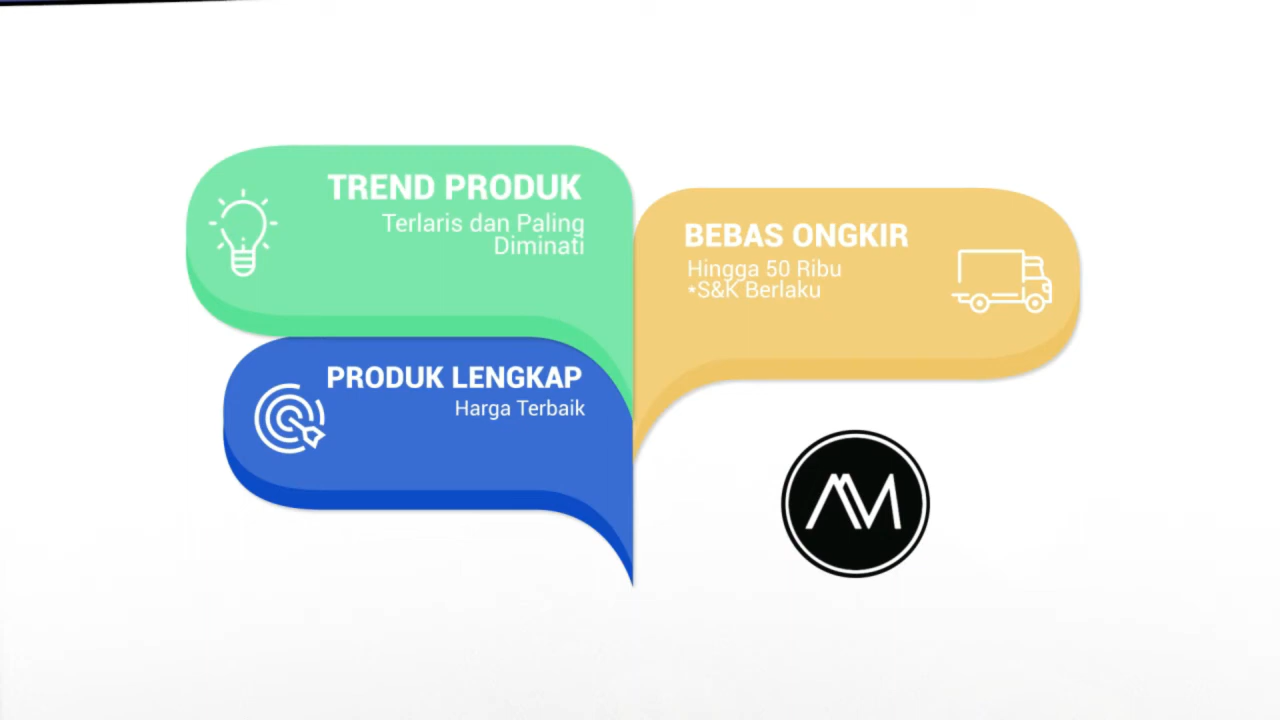 TREND PRODUK
Terlaris dan Paling
Diminati
BEBAS ONGKIR
Hingga 50 Ribu
*S&K Berlaku
PRODUK LENGKAP
Harga Terbaik
AM